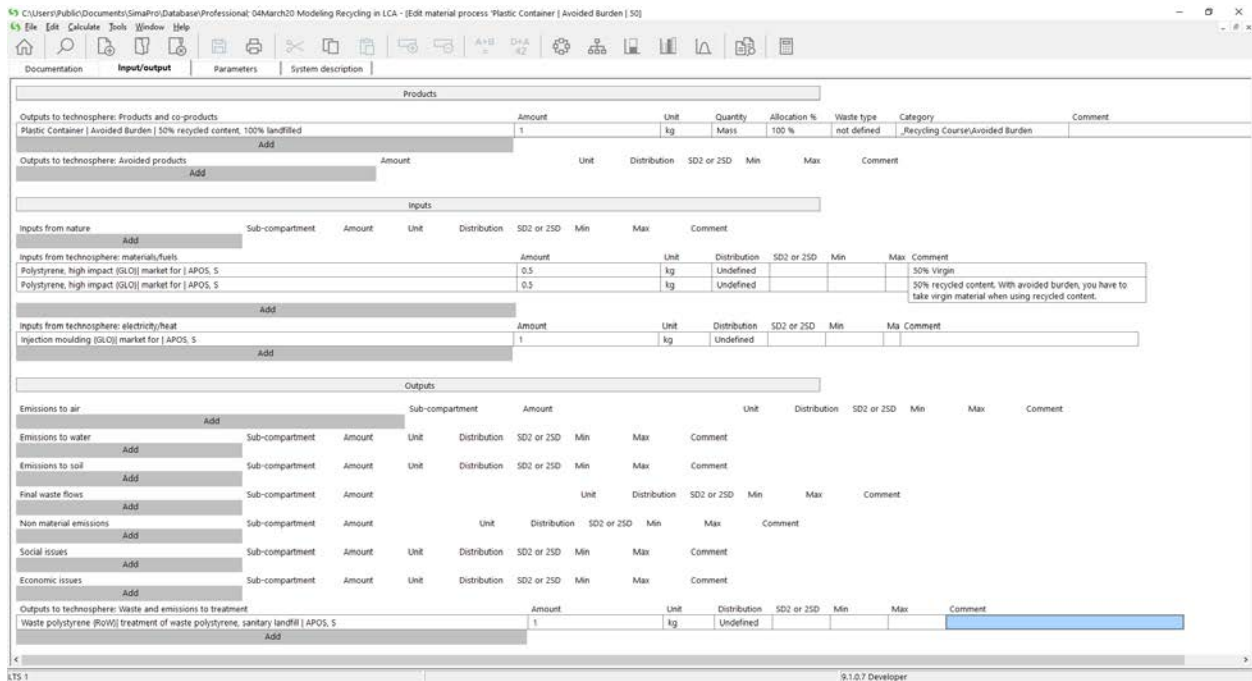 C:\Users\Public\Documents\SimaPro\Database\Professional; 04March20 Modeling Recycling in LCA - [Edit material process 'Plastic Container | Avoided Burden | 50]
File Edit Calculate Tools Window Help
A+B = D+A 42
Documentation Input/output Parameters System description
Products
Outputs to technosphere: Products and co-products Amount Unit Quantity Allocation % Waste type Category Comment
Plastic Container | Avoided Burden | 50% recycled content, 100% landfilled 1 kg Mass 100 % not defined _Recycling Course\Avoided Burden
Add
Outputs to technosphere: Avoided products Amount Unit Distribution SD2 or 2SD Min Max Comment
Add
Inputs
Inputs from nature Sub-compartment Amount Unit Distribution SD2 or 2SD Min Max Comment
Add
Inputs from technosphere: materials/fuels Amount Unit Distribution SD2 or 2SD Min Max Comment
Polystyrene, high impact {GLO}| market for | APOS, S 0.5 kg Undefined 50% Virgin
Polystyrene, high impact {GLO}| market for | APOS, S 0.5 kg Undefined 50% recycled content. With avoided burden, you have to
take virgin material when using recycled content.
Add
Inputs from technosphere: electricity/heat Amount Unit Distribution SD2 or 2SD Min Ma Comment
Injection moulding {GLO}| market for | APOS, S 1 kg Undefined
Add
Outputs
Emissions to air Sub-compartment Amount Unit Distribution SD2 or 2SD Min Max Comment
Add
Emissions to water Sub-compartment Amount Unit Distribution SD2 or 2SD Min Max Comment
Add
Emissions to soil Sub-compartment Amount Unit Distribution SD2 or 2SD Min Max Comment
Add
Final waste flows Sub-compartment Amount Unit Distribution SD2 or 2SD Min Max Comment
Add
Non material emissions Sub-compartment Amount Unit Distribution SD2 or 2SD Min Max Comment
Add
Social issues Sub-compartment Amount Unit Distribution SD2 or 2SD Min Max Comment
Add
Economic issues Sub-compartment Amount Unit Distribution SD2 or 2SD Min Max Comment
Add
Outputs to technosphere: Waste and emissions to treatment Amount Unit Distribution SD2 or 2SD Min Max Comment
Waste polystyrene {RoW}| treatment of waste polystyrene, sanitary landfill | APOS, S 1 kg Undefined
Add
LTS 1 9.1.0.7 Developer